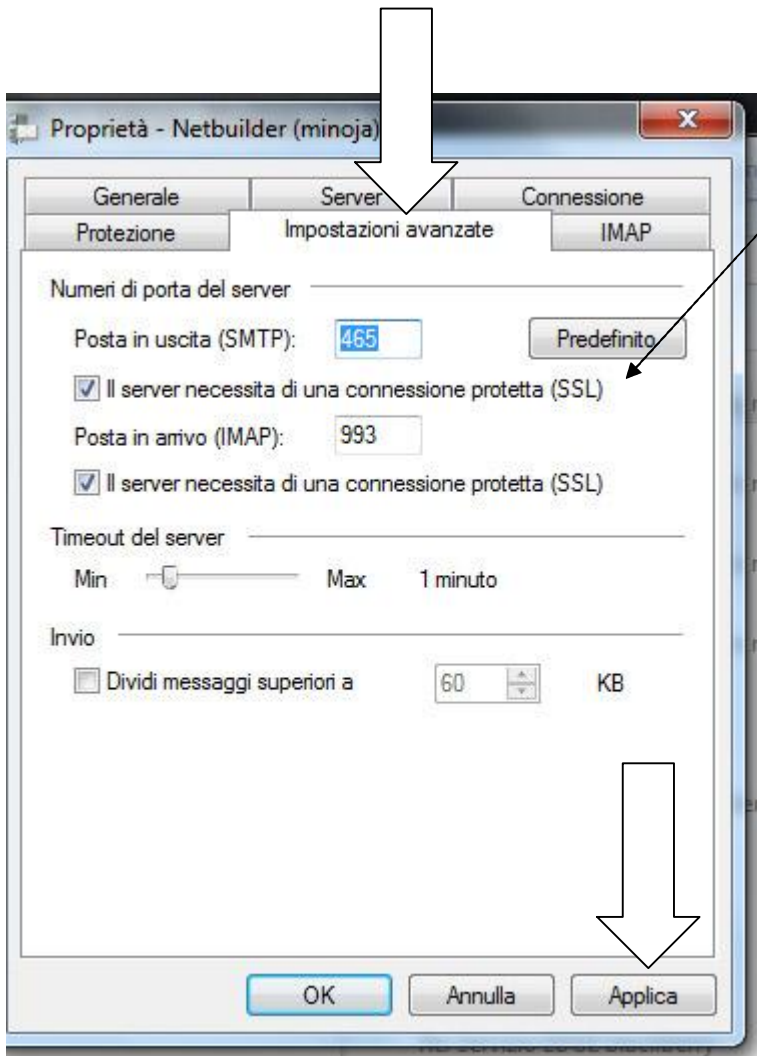 Proprietà - Netbuilder (minoja)
Generale Server Connessione
Protezione Impostazioni avanzate IMAP
Numeri di porta del server
Posta in uscita (SMTP): 465 Predefinito
Il server necessita di una connessione protetta (SSL)
Posta in arrivo (IMAP): 993
Il server necessita di una connessione protetta (SSL)
Timeout del server
Min Max 1 minuto
Invio
Dividi messaggi superiori a 60 KB
OK Annulla Applica